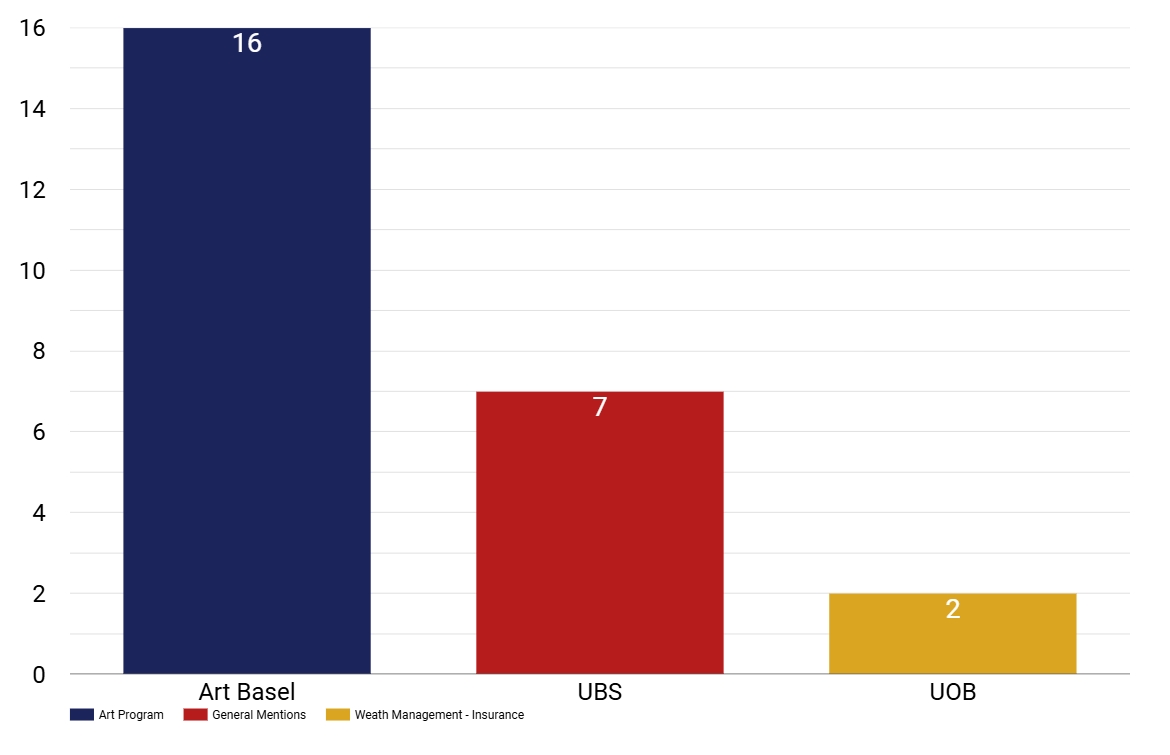 16
14
12
10
8
6
4
2
0
16
7
2
Art Basel
UBS
UOB
Art Program
General Mentions
Weath Management - Insurance